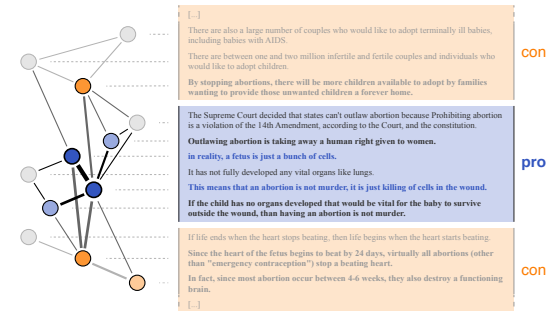 [...]
There are also a large number of couples who would like to adopt terminally ill babies,
including babies with AIDS.
There are between one and two million infertile and fertile couples and individuals who
would like to adopt children.
By stopping abortions, there will be more children available to adopt by families
wanting to provide those unwanted children a forever home.
con
The Supreme Court decided that states can't outlaw abortion because Prohibiting abortion
is a violation of the 14th Amendment, according to the Court, and the constitution.
Outlawing abortion is taking away a human right given to women.
in reality, a fetus is just a bunch of cells.
It has not fully developed any vital organs like lungs.
This means that an abortion is not murder, it is just killing of cells in the wound.
If the child has no organs developed that would be vital for the baby to survive
outside the wound, than having an abortion is not murder.
pro
If life ends when the heart stops beating, then life begins when the heart starts beating.
Since the heart of the fetus begins to beat by 24 days, virtually all abortions (other
than "emergency contraception") stop a beating heart.
In fact, since most abortion occur between 4-6 weeks, they also destroy a functioning
brain.
[...]
con